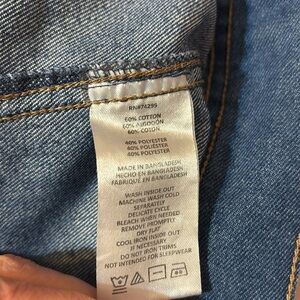 RN#74299
60% COTTON
60% ALGODÓN
60% COTON
40% POLYESTER
40% POLIESTER
40% POLYESTER
MADE IN BANGLADESH
HECHO EN BANGLADESH
FABRIQUE EN BANGLADESH
WASH INSIDE OUT
MACHINE WASH COLD
SEPARATELY
DELICATE CYCLE
BLEACH WHEN NEEDED
REMOVE PROMPTLY
DRY FLAT
COOL IRON INSIDE OUT
IF NECESSARY
DO NOT IRON TRIMS
NOT INTENDED FOR SLEEPWEAR